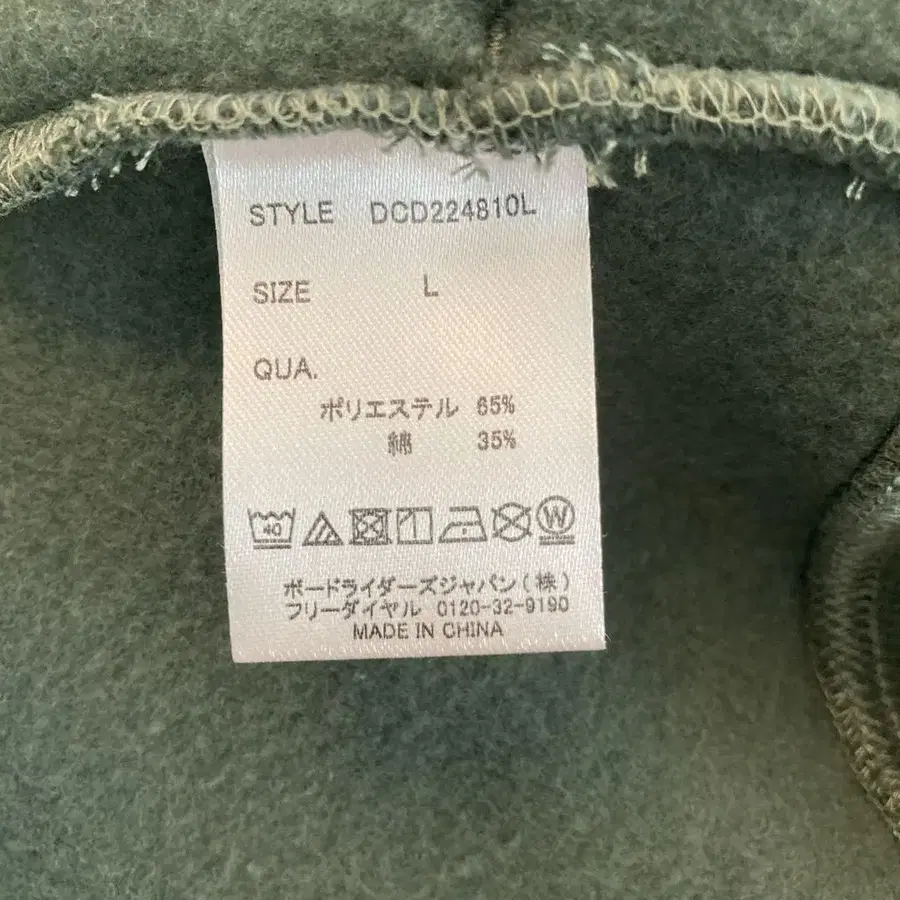 STYLE DCD224810L
SIZE L
QUA.
ポリエステル 65%
綿 35%
40 W
ボードライダーズジャパン(株)
フリーダイヤル 0120-32-9190
MADE IN CHINA